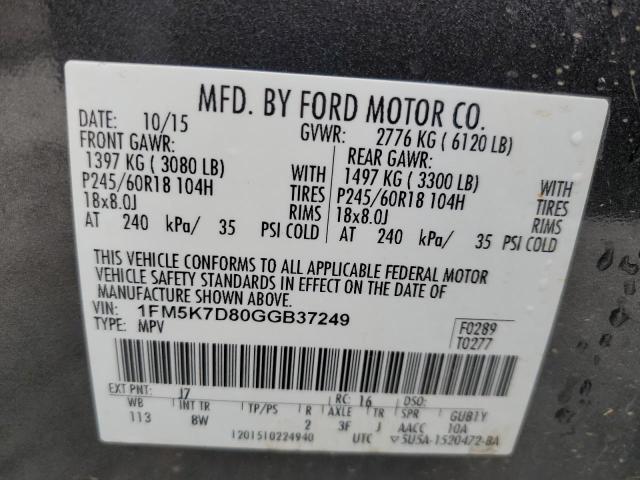 MFD. BY FORD MOTOR CO.
DATE: 10/15 GVWR: 2776 KG ( 6120 LB)
FRONT GAWR: REAR GAWR:
1397 KG ( 3080 LB) WITH 1497 KG ( 3300 LB) WITH
P245/60R18 104H TIRES P245/60R18 104H TIRES
18x8.0J RIMS 18x8.0J RIMS
AT 240 kPa/ 35 PSI COLD AT 240 kPa/ 35 PSI COLD
THIS VEHICLE CONFORMS TO ALL APPLICABLE FEDERAL MOTOR
VEHICLE SAFETY STANDARDS IN EFFECT ON THE DATE OF
MANUFACTURE SHOWN ABOVE.
VIN: 1FM5K7D80GGB37249
TYPE: MPV
F0289
T0277
EXT PNT: J7 RC: 16 DSO:
WB INT TR TP/PS R AXLE TR SPR GUB1Y
113 BW 2 3F J AACC 10A
1201510224940 UTC 5U5A-1520472-BA